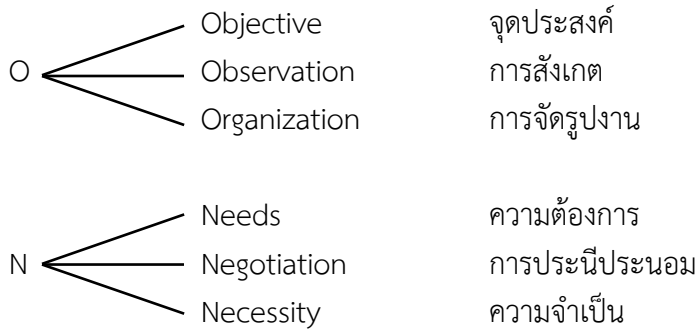 Objective จุดประสงค์
O Observation การสังเกต
Organization การจัดรูปงาน
Needs ความต้องการ
N Negotiation การประนีประนอม
Necessity ความจำเป็น